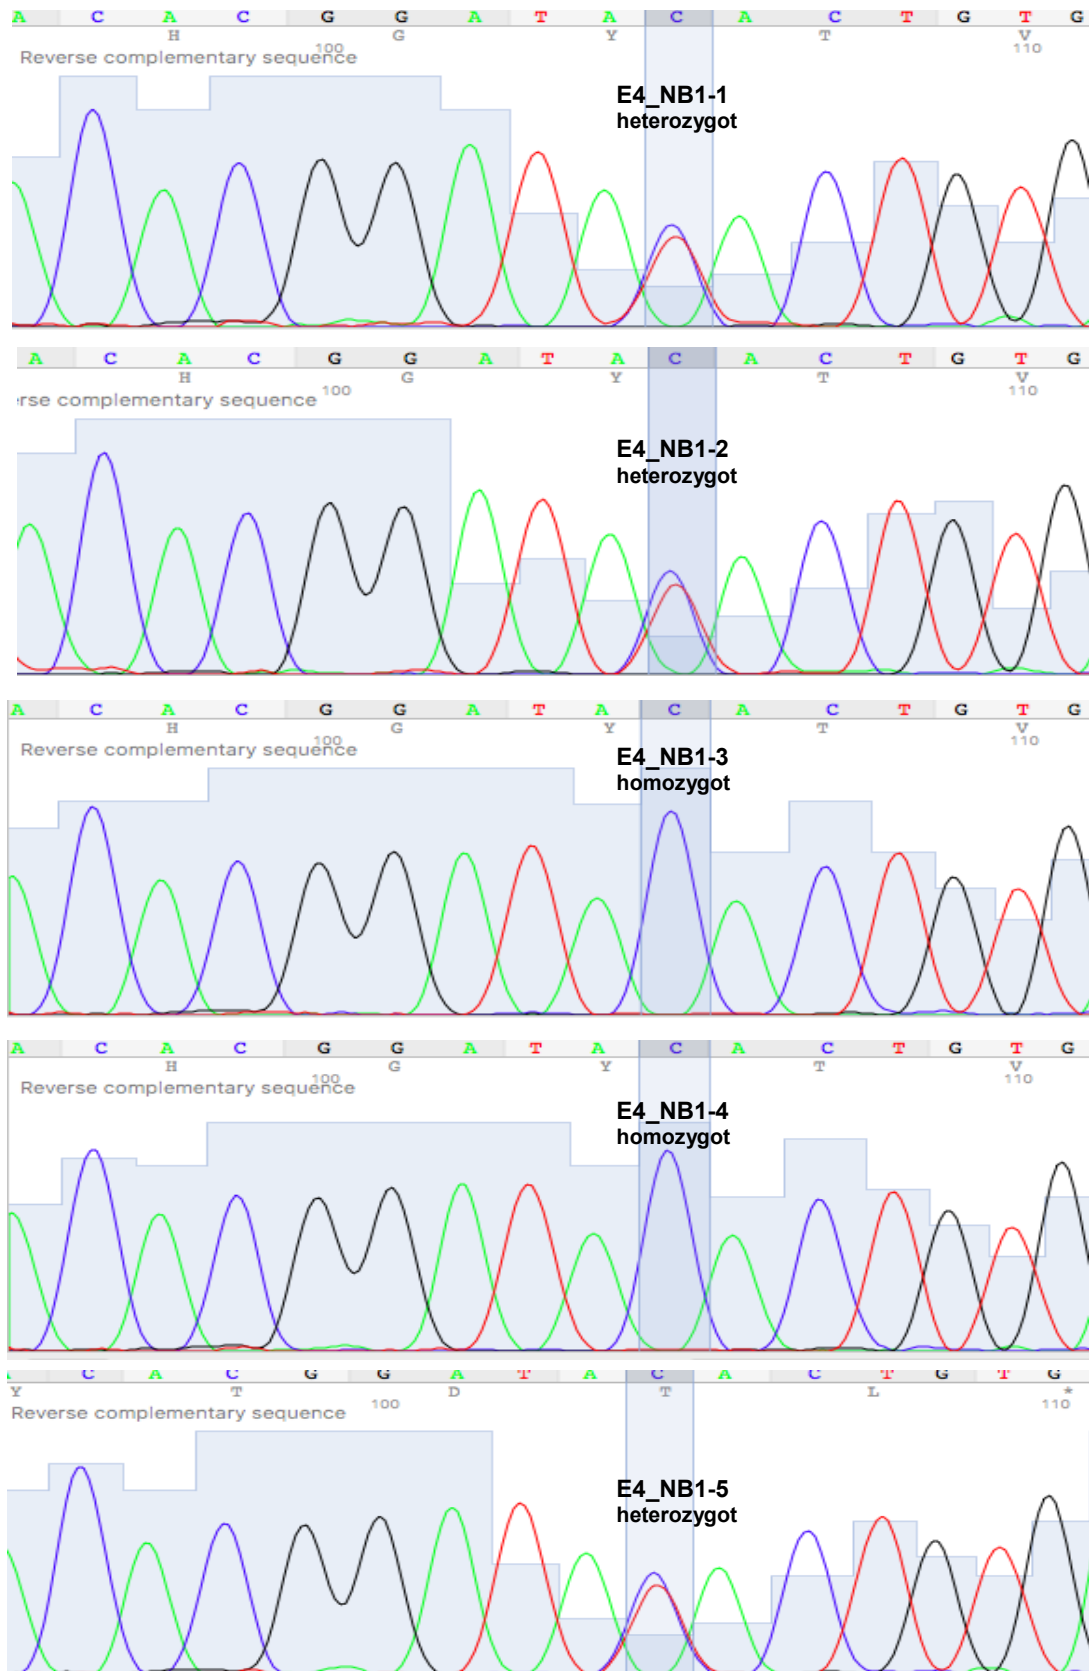 A C A C G G A T A C A C T G T G
H G Y T V
100 110
Reverse complementary sequence
E4_NB1-1
heterozygot
A C A C G G A T A C A C T G T G
H G Y T V
100 110
rse complementary sequence
E4_NB1-2
heterozygot
A C A C G G A T A C A C T G T G
H G Y T V
100 110
Reverse complementary sequence
E4_NB1-3
homozygot
A C A C G G A T A C A C T G T G
H G Y T V
100 110
Reverse complementary sequence
E4_NB1-4
homozygot
C A C G G A T A C A C T G T G
Y T D T L *
100 110
Reverse complementary sequence
E4_NB1-5
heterozygot